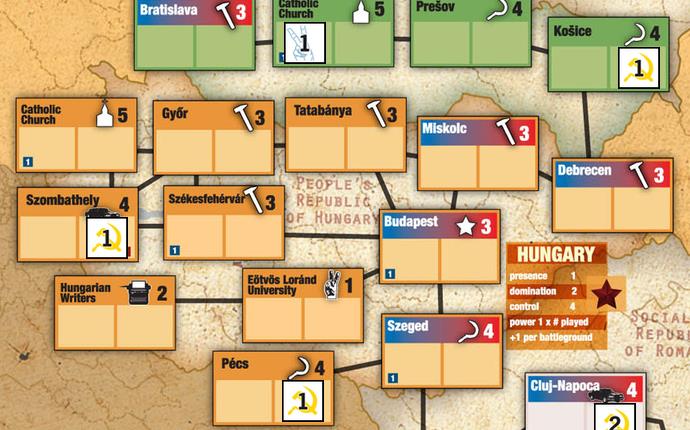 Bratislava 3
Catholic
Church 5
1
Prešov 4
Košice 4
1
Catholic
Church 5
1
Győr 3
Tatabánya 3
Miskolc 3
Debrecen 3
Szombathely 4
1
Székesfehérvár 3
1
PEOPLE'S
REPUBLIC
OF HUNGARY
Budapest 3
1
HUNGARY
presence 1
domination 2
control 4
power 1 x # played
+1 per battleground
Hungarian
Writers 2
Eötvös Loránd
University 1
Szeged 4
1
SOCIAL
REPUB
OF ROMA
Pécs 4
1
Cluj-Napoca 4
2